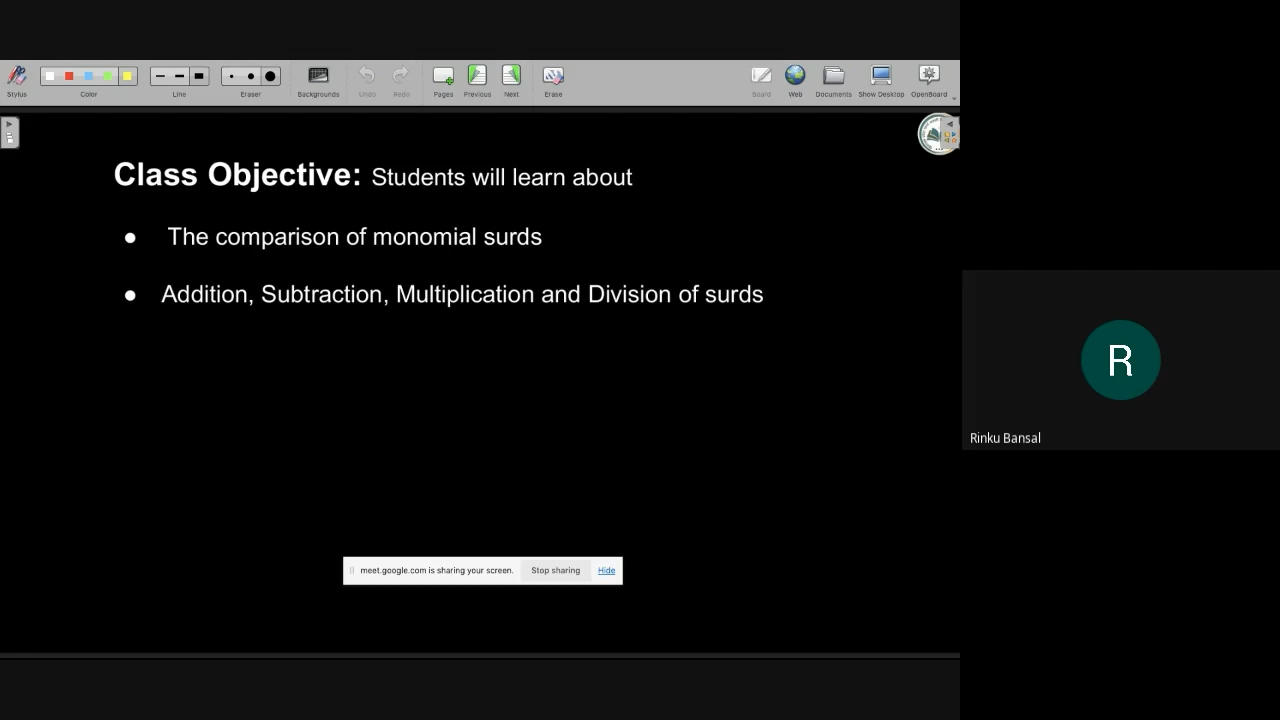 Stylus Color Line Eraser Backgrounds Undo Redo Pages Previous Next Erase Board Web Documents Show Desktop OpenBoard
Class Objective: Students will learn about
● The comparison of monomial surds
● Addition, Subtraction, Multiplication and Division of surds
R
Rinku Bansal
meet.google.com is sharing your screen. Stop sharing Hide